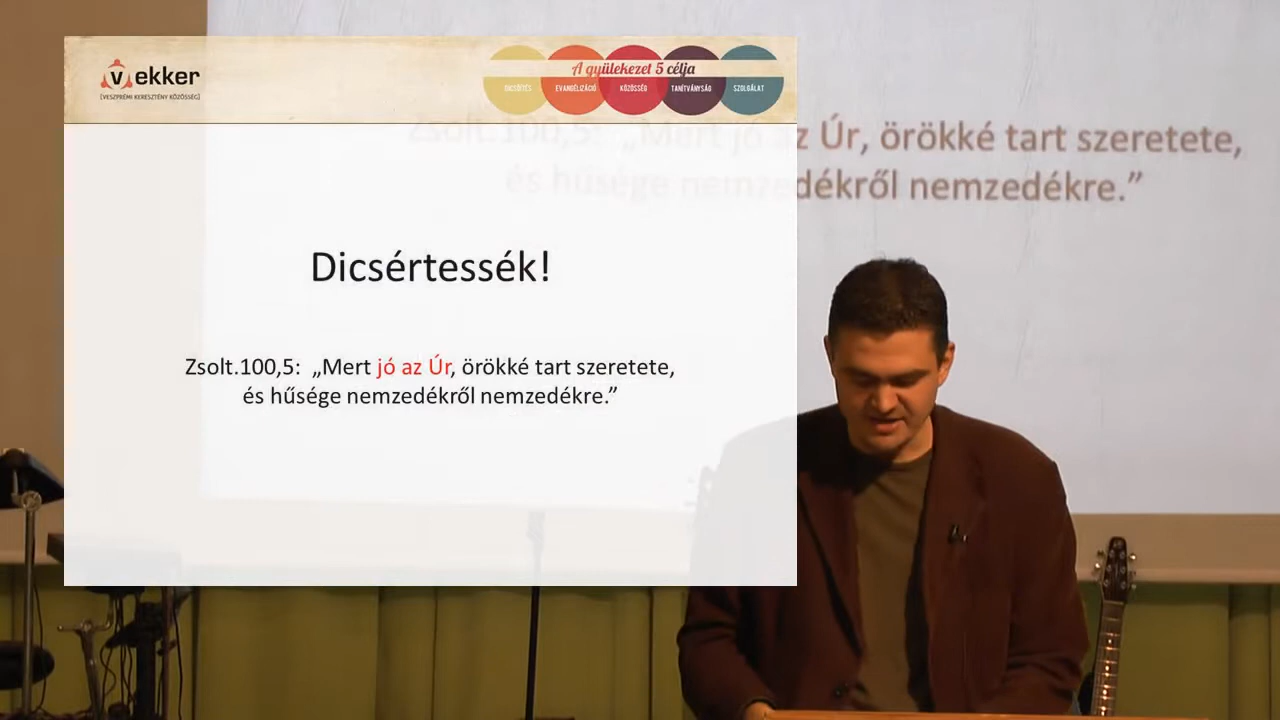 vekker
[VESZPRÉMI KERESZTÉNY KÖZÖSSÉG]
A gyülekezet 5 célja
DICSŐÍTÉS EVANGÉLIZÁCIÓ KÖZÖSSÉG TANÍTVÁNYSÁG SZOLGÁLAT
Dicsértessék!
Zsolt.100,5: „Mert jó az Úr, örökké tart szeretete,
és hűsége nemzedékről nemzedékre.”
Zsolt.100,5: „Mert jó az Úr, örökké tart szeretete,
és hűsége nemzedékről nemzedékre.”